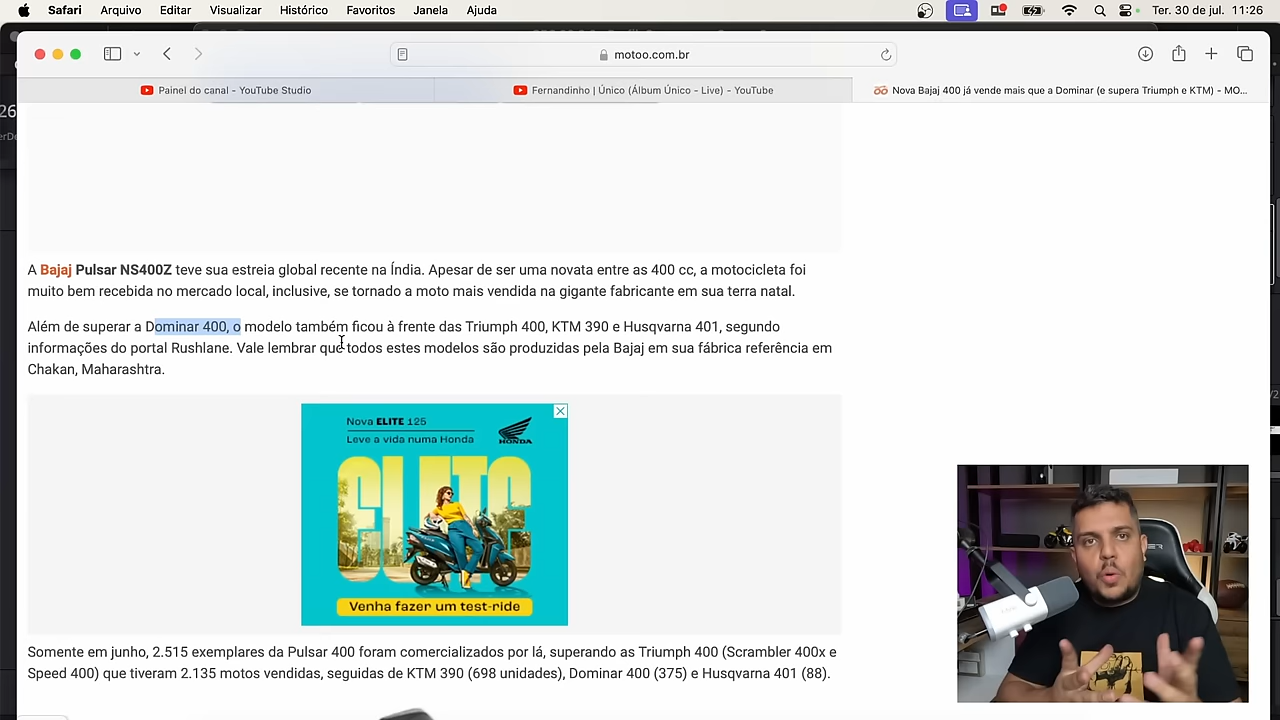 Safari Arquivo Editar Visualizar Histórico Favoritos Janela Ajuda Ter. 30 de jul. 11:26
motoo.com.br
Painel do canal - YouTube Studio
Fernandinho | Único (Álbum Único - Live) - YouTube
Nova Bajaj 400 já vende mais que a Dominar (e supera Triumph e KTM) - MO...
26
A Bajaj Pulsar NS400Z teve sua estreia global recente na Índia. Apesar de ser uma novata entre as 400 cc, a motocicleta foi
muito bem recebida no mercado local, inclusive, se tornado a moto mais vendida na gigante fabricante em sua terra natal.
Além de superar a Dominar 400, o modelo também ficou à frente das Triumph 400, KTM 390 e Husqvarna 401, segundo
informações do portal Rushlane. Vale lembrar que todos estes modelos são produzidas pela Bajaj em sua fábrica referência em
Chakan, Maharashtra.
Nova ELITE 125
Leve a vida numa Honda
HONDA
ELITE
Venha fazer um test-ride
Somente em junho, 2.515 exemplares da Pulsar 400 foram comercializados por lá, superando as Triumph 400 (Scrambler 400x e
Speed 400) que tiveram 2.135 motos vendidas, seguidas de KTM 390 (698 unidades), Dominar 400 (375) e Husqvarna 401 (88).